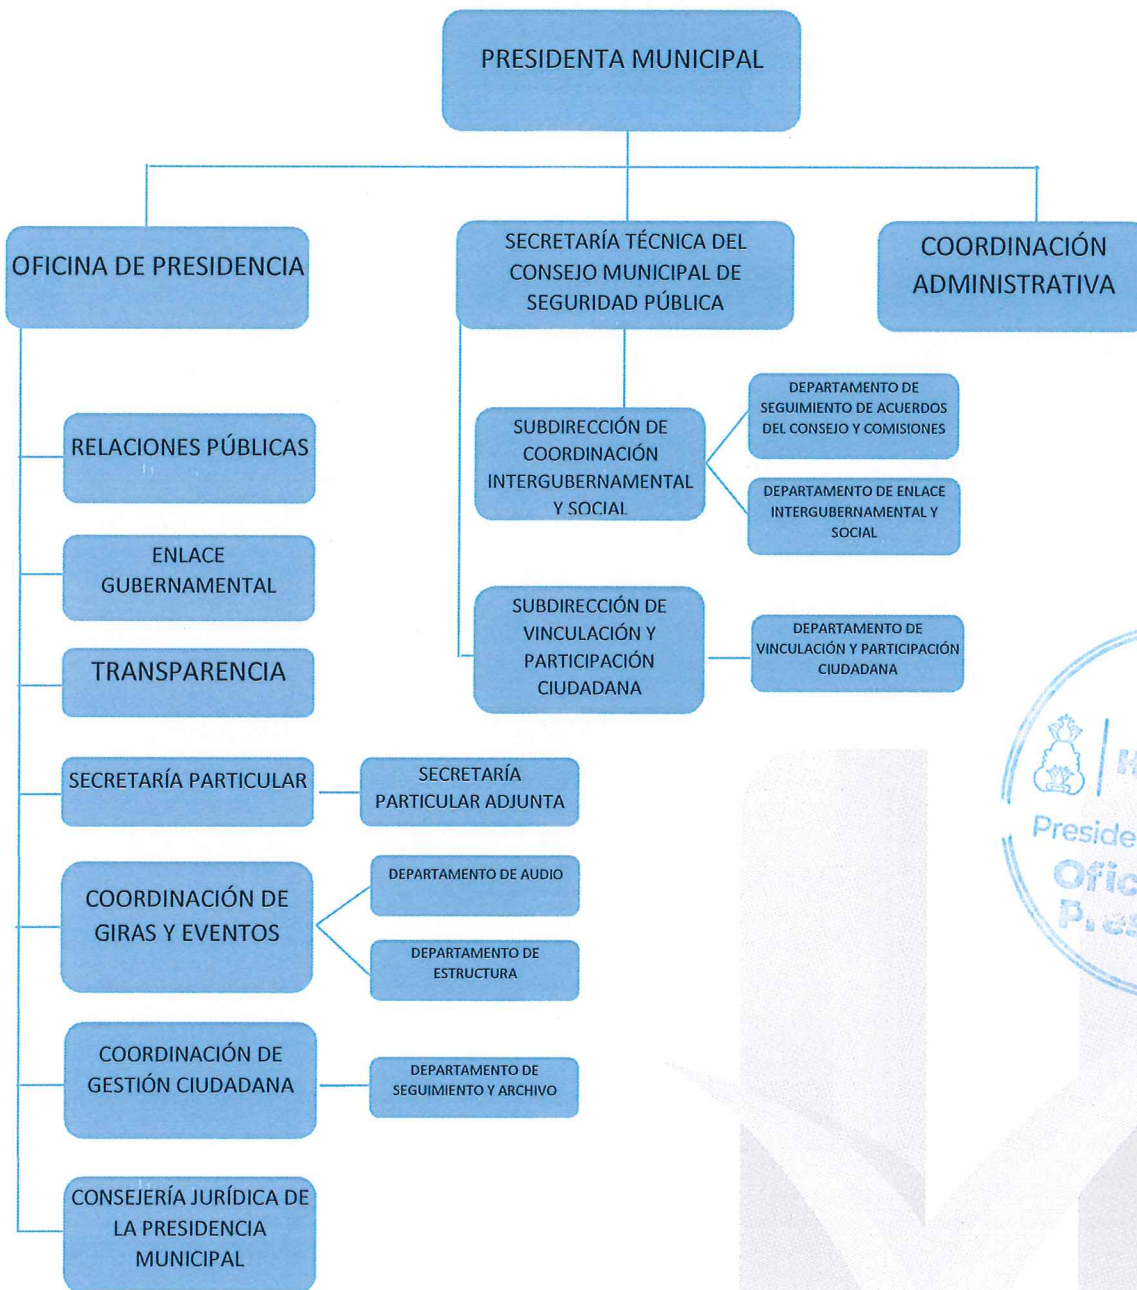 PRESIDENTA MUNICIPAL
OFICINA DE PRESIDENCIA
SECRETARÍA TÉCNICA DEL
CONSEJO MUNICIPAL DE
SEGURIDAD PÚBLICA
COORDINACIÓN
ADMINISTRATIVA
RELACIONES PÚBLICAS
ENLACE
GUBERNAMENTAL
TRANSPARENCIA
SECRETARÍA PARTICULAR
SECRETARÍA
PARTICULAR ADJUNTA
COORDINACIÓN DE
GIRAS Y EVENTOS
DEPARTAMENTO DE AUDIO
DEPARTAMENTO DE
ESTRUCTURA
COORDINACIÓN DE
GESTIÓN CIUDADANA
DEPARTAMENTO DE
SEGUIMIENTO Y ARCHIVO
CONSEJERÍA JURÍDICA DE
LA PRESIDENCIA
MUNICIPAL
SUBDIRECCIÓN DE
COORDINACIÓN
INTERGUBERNAMENTAL
Y SOCIAL
DEPARTAMENTO DE
SEGUIMIENTO DE ACUERDOS
DEL CONSEJO Y COMISIONES
DEPARTAMENTO DE ENLACE
INTERGUBERNAMENTAL Y
SOCIAL
SUBDIRECCIÓN DE
VINCULACIÓN Y
PARTICIPACIÓN
CIUDADANA
DEPARTAMENTO DE
VINCULACIÓN Y PARTICIPACIÓN
CIUDADANA